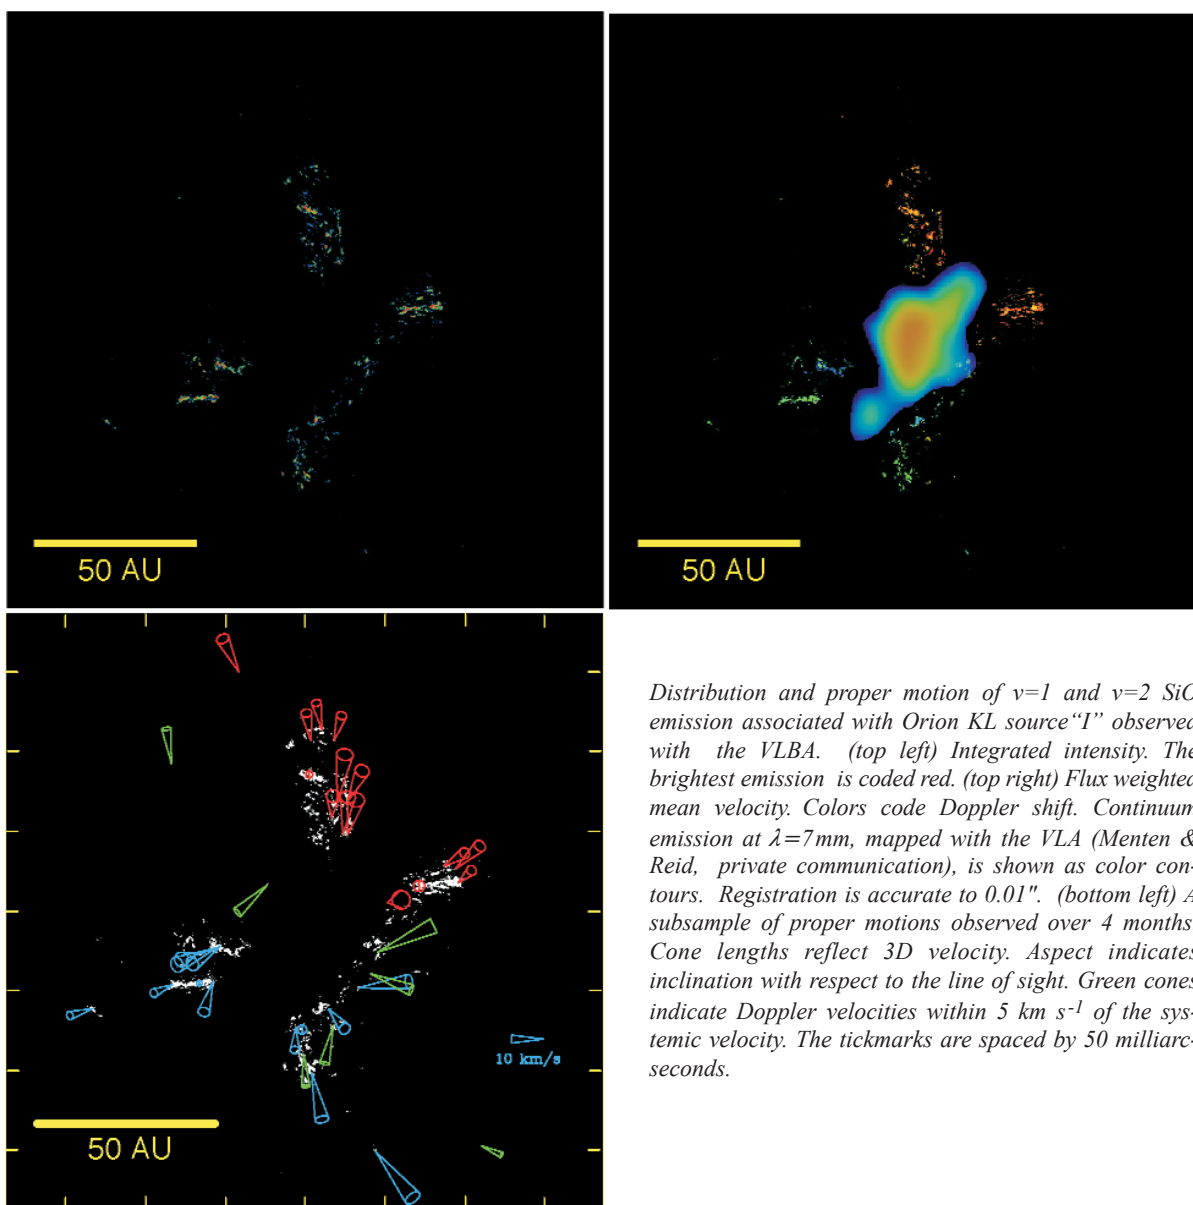 50 AU
50 AU
10 km/s
50 AU
Distribution and proper motion of v=1 and v=2 SiO
emission associated with Orion KL source“I” observed
with the VLBA. (top left) Integrated intensity. The
brightest emission is coded red. (top right) Flux weighted
mean velocity. Colors code Doppler shift. Continuum
emission at λ=7mm, mapped with the VLA (Menten &
Reid, private communication), is shown as color con-
tours. Registration is accurate to 0.01". (bottom left) A
subsample of proper motions observed over 4 months
Cone lengths reflect 3D velocity. Aspect indicates
inclination with respect to the line of sight. Green cones
indicate Doppler velocities within 5 km s⁻¹ of the sys-
temic velocity. The tickmarks are spaced by 50 milliarc-
seconds.